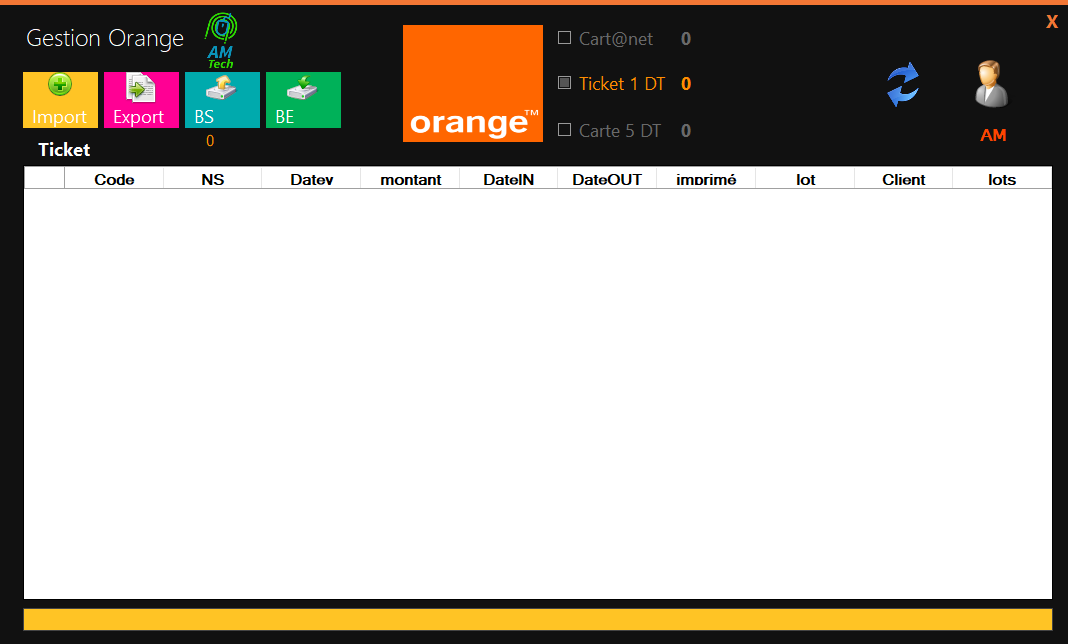 Gestion Orange
AM
Tech
X
Import
Export
BS
BE
0
orange™
Cart@net 0
Ticket 1 DT 0
Carte 5 DT 0
AM
Ticket
Code NS Datev montant DateIN DateOUT imprimé lot Client lots